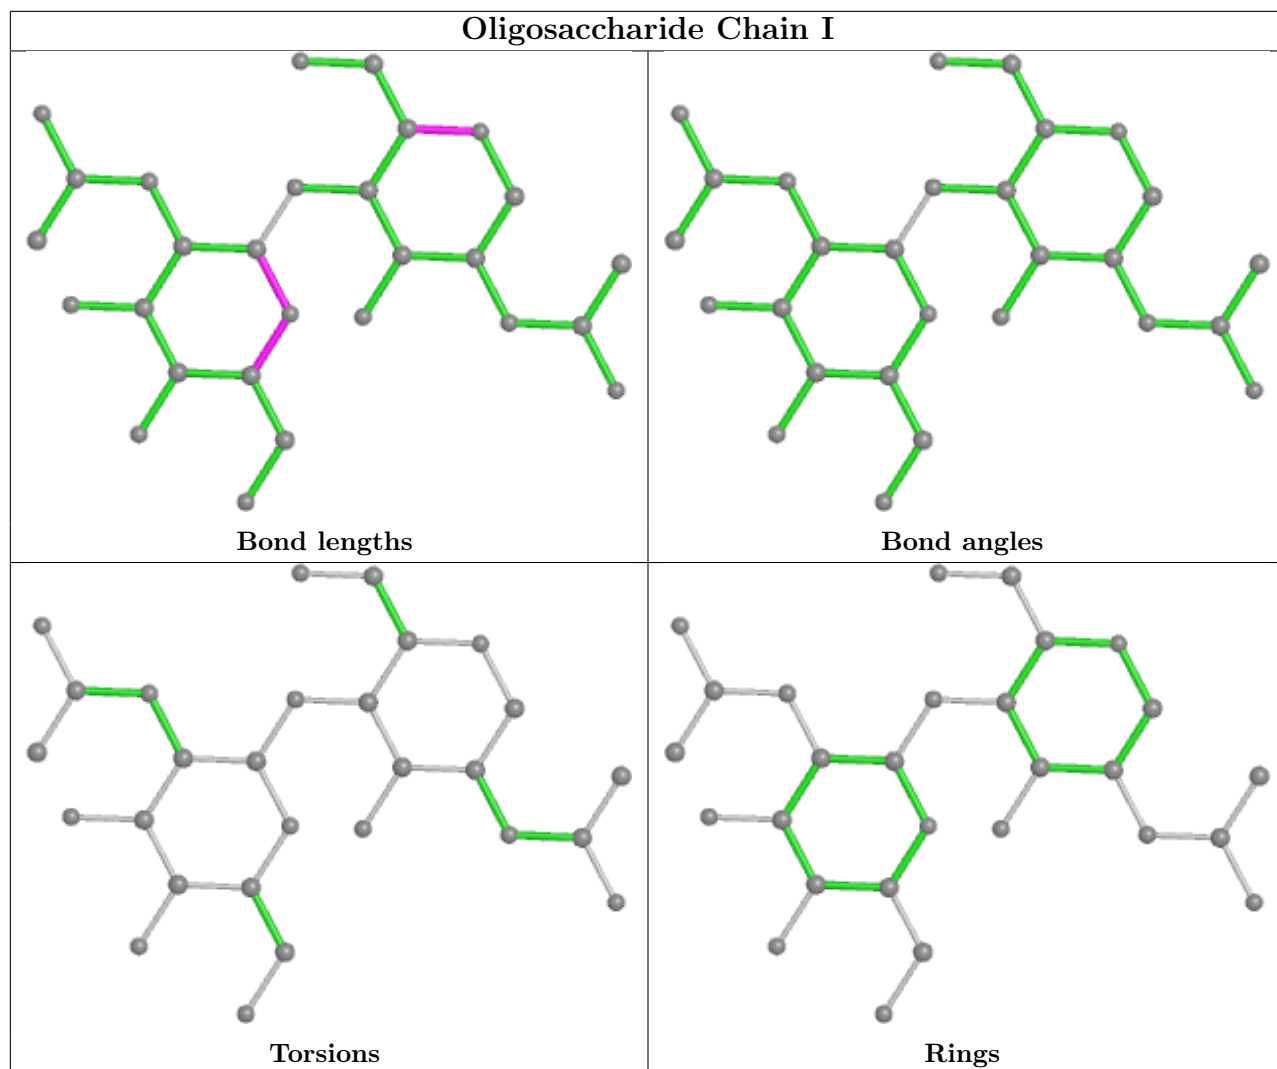 Oligosaccharide Chain I
Bond lengths
Bond angles
Torsions
Rings